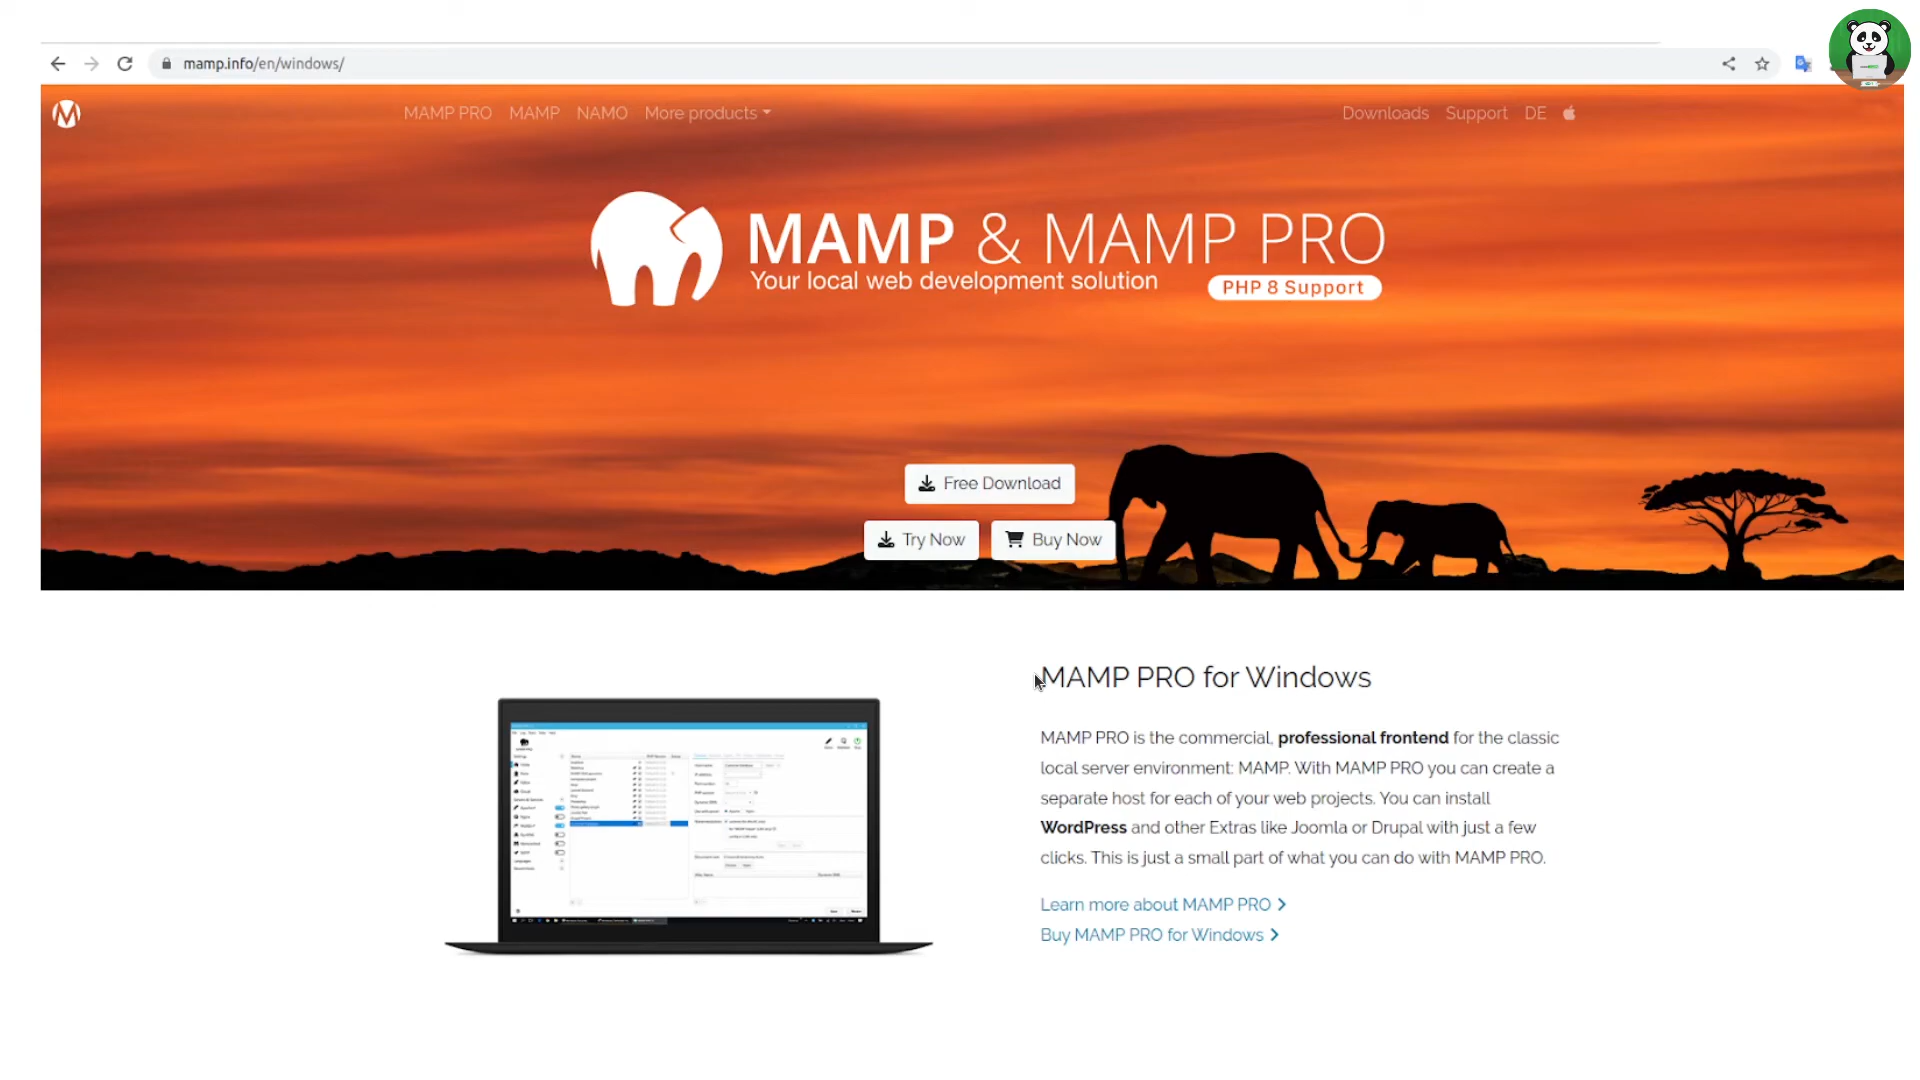 mamp.info/en/windows/
MAMP PRO MAMP NAMO More products Downloads Support DE
MAMP & MAMP PRO
Your local web development solution PHP 8 Support
Free Download
Try Now Buy Now
MAMP PRO for Windows
MAMP PRO is the commercial, professional frontend for the classic
local server environment: MAMP. With MAMP PRO you can create a
separate host for each of your web projects. You can install
WordPress and other Extras like Joomla or Drupal with just a few
clicks. This is just a small part of what you can do with MAMP PRO.
Learn more about MAMP PRO
Buy MAMP PRO for Windows